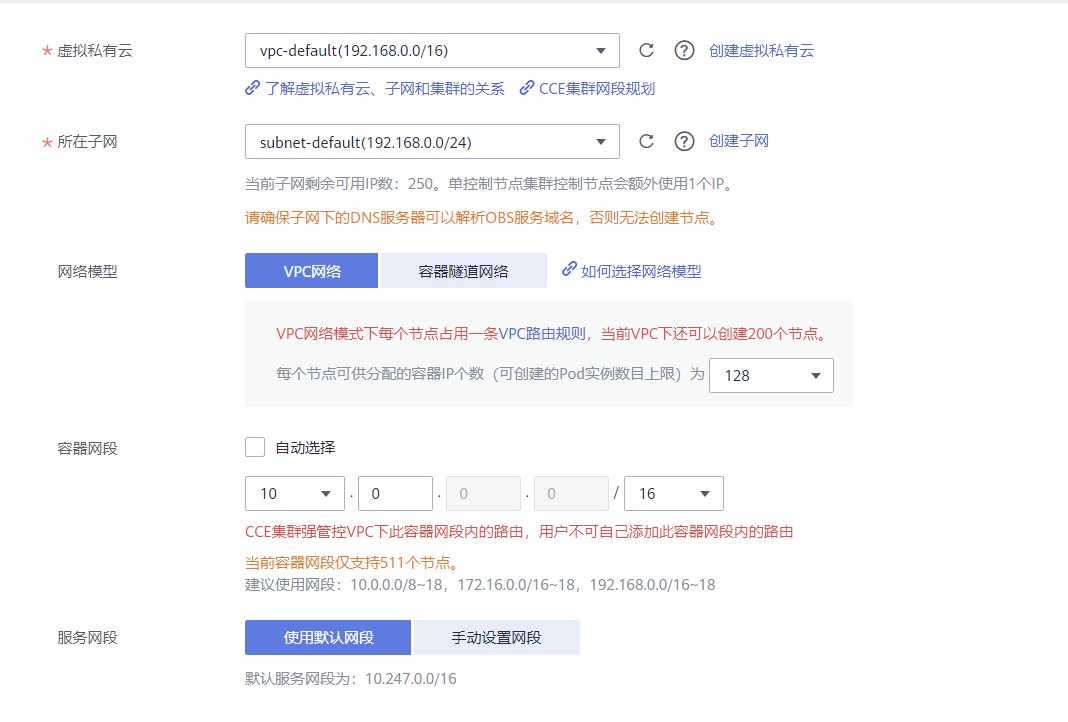 * 虚拟私有云 vpc-default(192.168.0.0/16) ? 创建虚拟私有云
了解虚拟私有云、子网和集群的关系 CCE集群网段规划
* 所在子网 subnet-default(192.168.0.0/24) ? 创建子网
当前子网剩余可用IP数：250。单控制节点集群控制节点会额外使用1个IP。
请确保子网下的DNS服务器可以解析OBS服务域名，否则无法创建节点。
网络模型 VPC网络 容器隧道网络 如何选择网络模型
VPC网络模式下每个节点占用一条VPC路由规则，当前VPC下还可以创建200个节点。
每个节点可供分配的容器IP个数（可创建的Pod实例数目上限）为 128
容器网段 自动选择
10 . 0 . 0 . 0 / 16
CCE集群强管控VPC下此容器网段内的路由，用户不可自己添加此容器网段内的路由
当前容器网段仅支持511个节点。
建议使用网段：10.0.0.0/8~18，172.16.0.0/16~18，192.168.0.0/16~18
服务网段 使用默认网段 手动设置网段
默认服务网段为：10.247.0.0/16